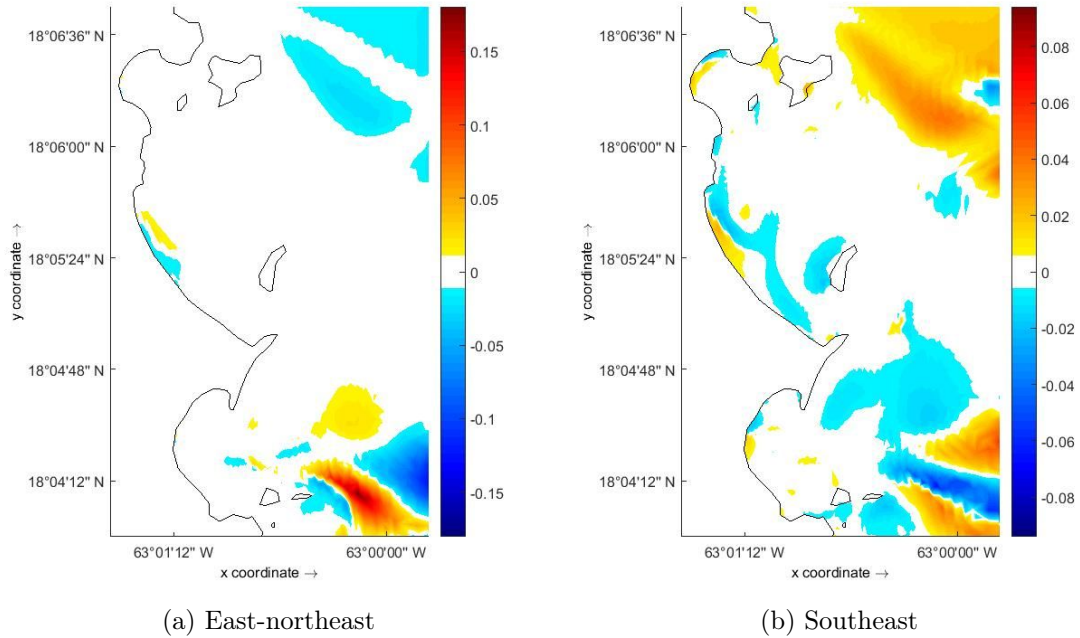 18°06'36" N
18°06'00" N
18°05'24" N
18°04'48" N
18°04'12" N
y coordinate →
63°01'12" W
63°00'00" W
x coordinate →
0.15
0.1
0.05
0
-0.05
-0.1
-0.15
(a) East-northeast
18°06'36" N
18°06'00" N
18°05'24" N
18°04'48" N
18°04'12" N
y coordinate →
63°01'12" W
63°00'00" W
x coordinate →
0.08
0.06
0.04
0.02
0
-0.02
-0.04
-0.06
-0.08
(b) Southeast